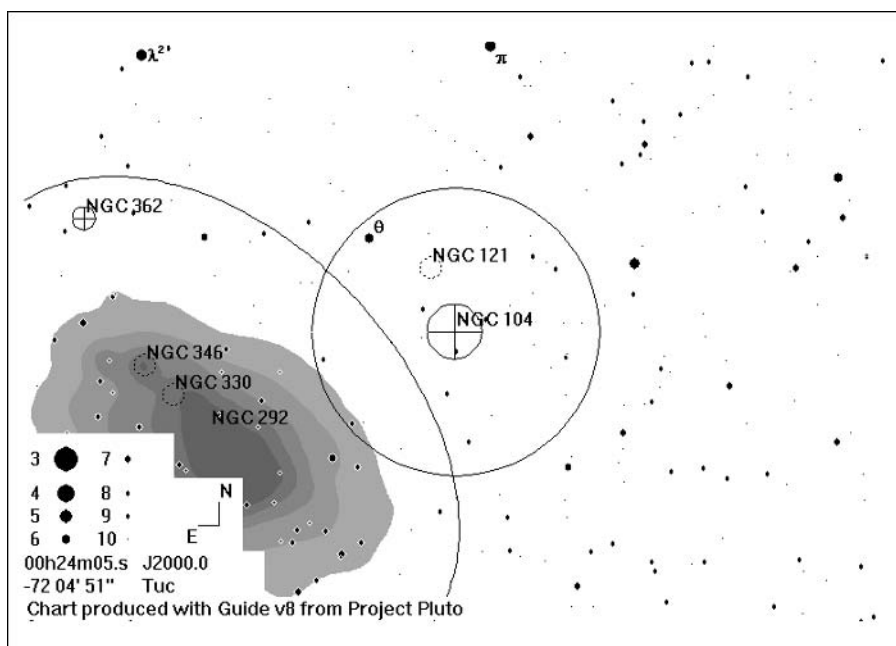 λ²
π
NGC 362
θ
NGC 121
NGC 104
NGC 346
NGC 330
NGC 292
3 7
4 8
5 9
6 10
N
E
00h24m05.s J2000.0
-72 04' 51" Tuc
Chart produced with Guide v8 from Project Pluto